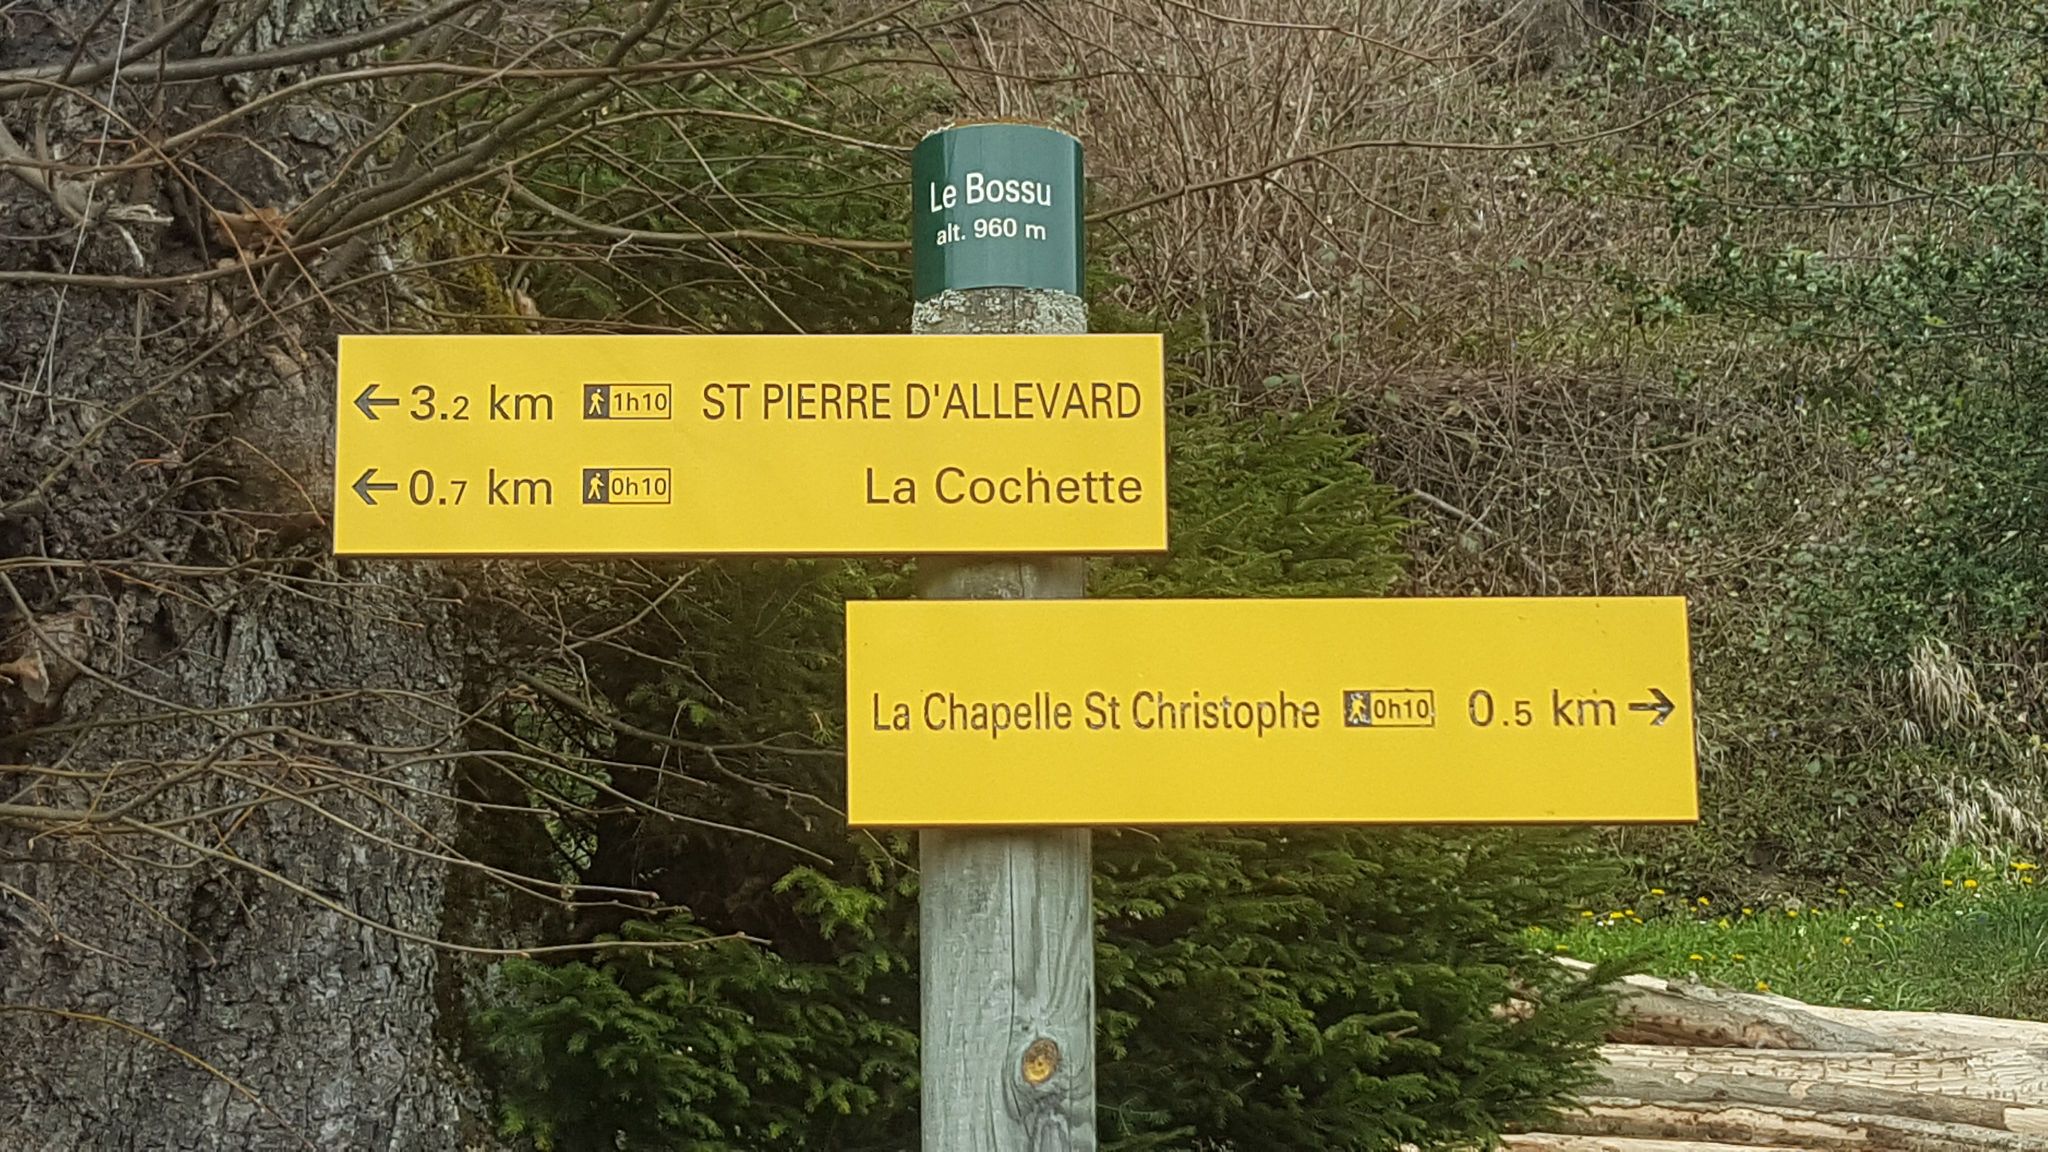 Le Bossu
alt. 960 m
← 3.2 km 1h10 ST PIERRE D'ALLEVARD
← 0.7 km 0h10 La Cochette
La Chapelle St Christophe 0h10 0.5 km →